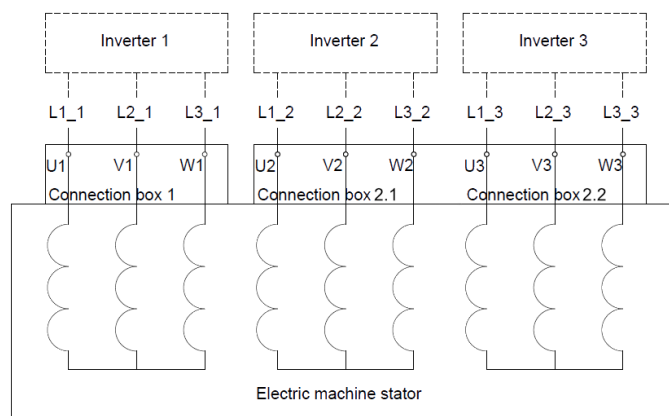 Inverter 1 Inverter 2 Inverter 3
L1_1 L2_1 L3_1 L1_2 L2_2 L3_2 L1_3 L2_3 L3_3
U1 V1 W1 U2 V2 W2 U3 V3 W3
Connection box 1 Connection box 2.1 Connection box 2.2
Electric machine stator